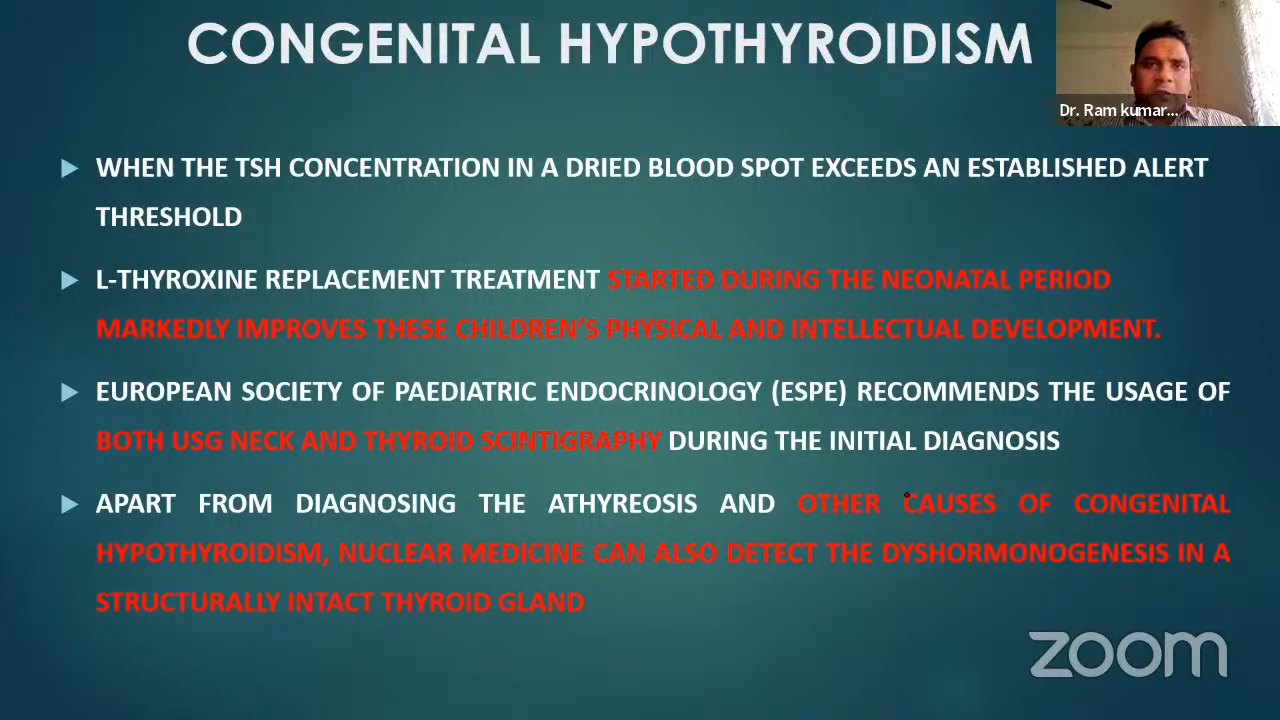 CONGENITAL HYPOTHYROIDISM
Dr. Ram kumar...
WHEN THE TSH CONCENTRATION IN A DRIED BLOOD SPOT EXCEEDS AN ESTABLISHED ALERT
THRESHOLD
L-THYROXINE REPLACEMENT TREATMENT STARTED DURING THE NEONATAL PERIOD
MARKEDLY IMPROVES THESE CHILDREN'S PHYSICAL AND INTELLECTUAL DEVELOPMENT.
EUROPEAN SOCIETY OF PAEDIATRIC ENDOCRINOLOGY (ESPE) RECOMMENDS THE USAGE OF
BOTH USG NECK AND THYROID SCINTIGRAPHY DURING THE INITIAL DIAGNOSIS
APART FROM DIAGNOSING THE ATHYREOSIS AND OTHER CAUSES OF CONGENITAL
HYPOTHYROIDISM, NUCLEAR MEDICINE CAN ALSO DETECT THE DYSHORMONOGENESIS IN A
STRUCTURALLY INTACT THYROID GLAND
zoom